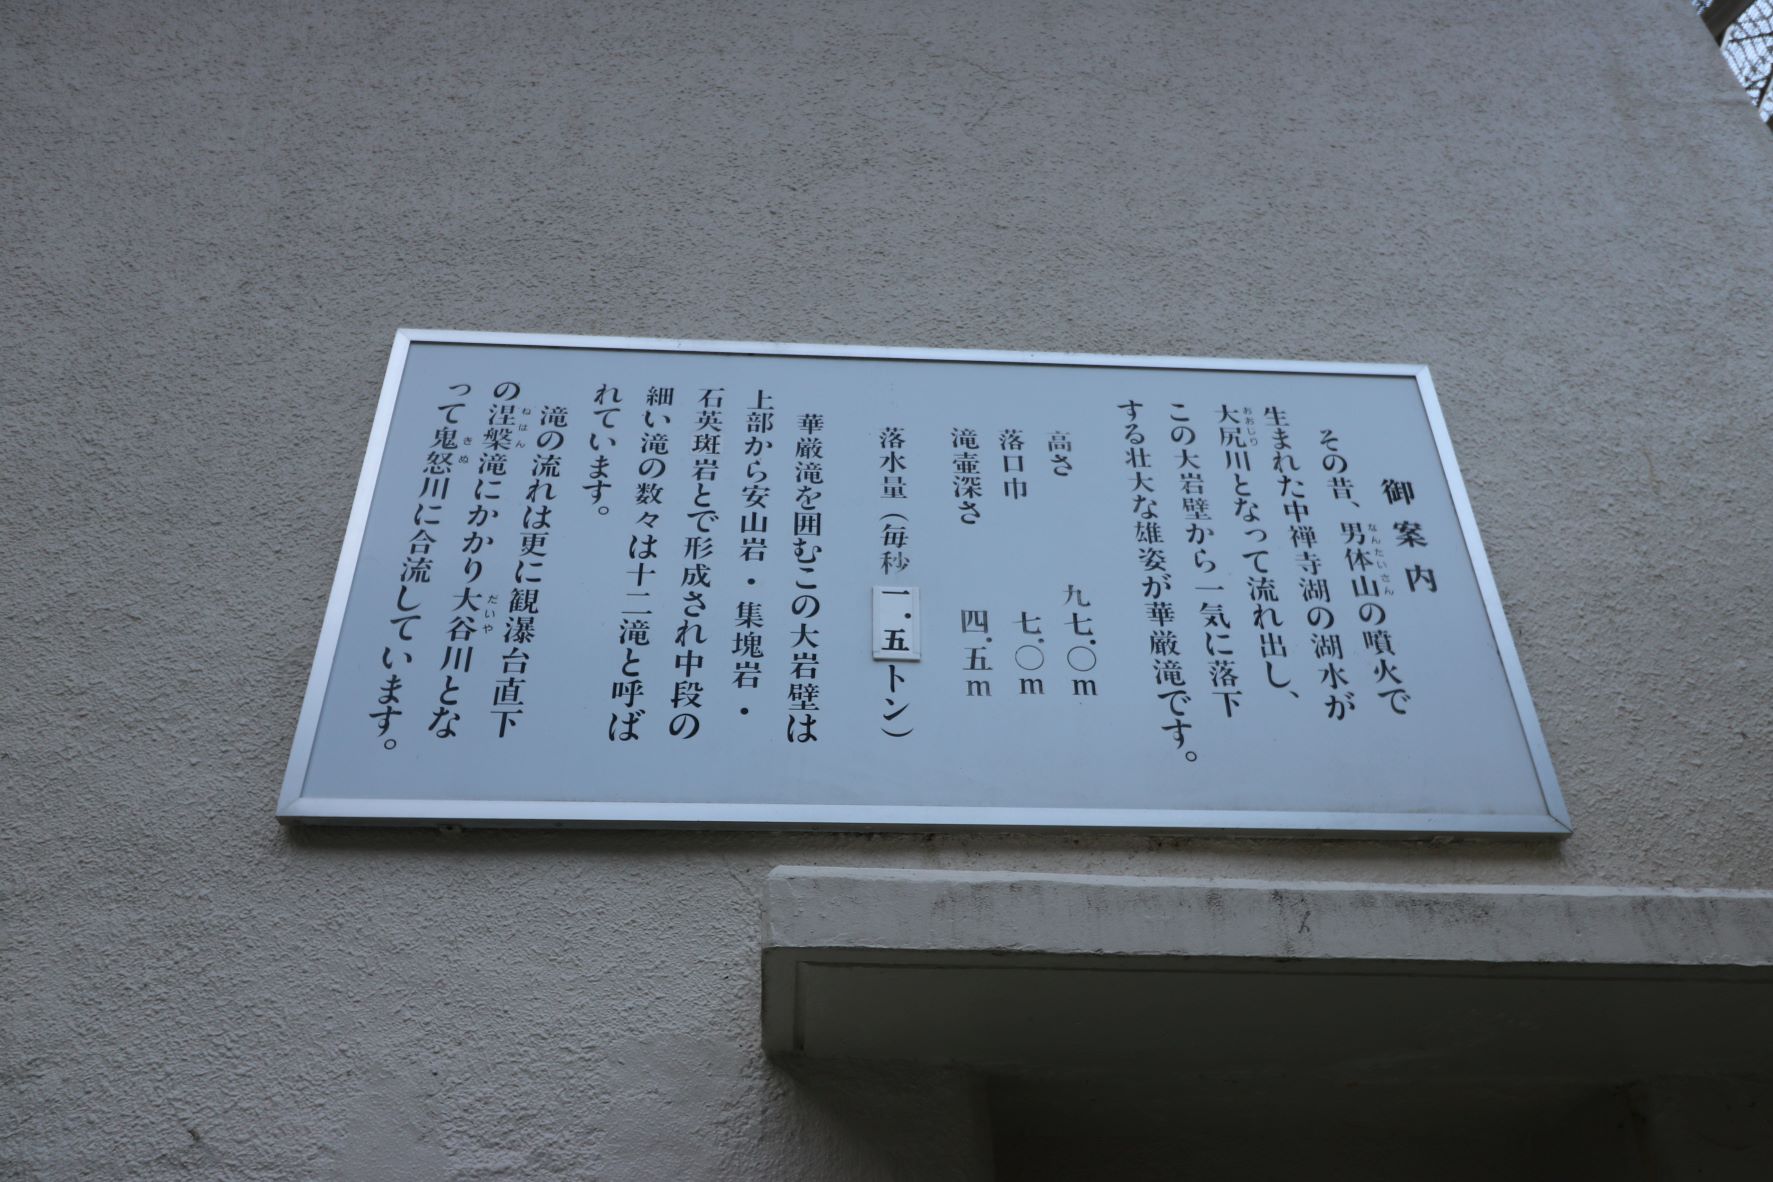 御案内
その昔、男体山の噴火で
生まれた中禅寺湖の湖水が
大尻川となって流れ出し、
この大岩壁から一気に落下
する壮大な雄姿が華厳滝です。
高さ 九七.〇m
落口巾 七.〇m
滝壷深さ 四.五m
落水量(毎秒 一.五トン)
華厳滝を囲むこの大岩壁は
上部から安山岩・集塊岩・
石英斑岩とで形成され中段の
細い滝の数々は十二滝と呼ば
れています。
滝の流れは更に観瀑台直下
の涅槃滝にかかり大谷川とな
って鬼怒川に合流しています。